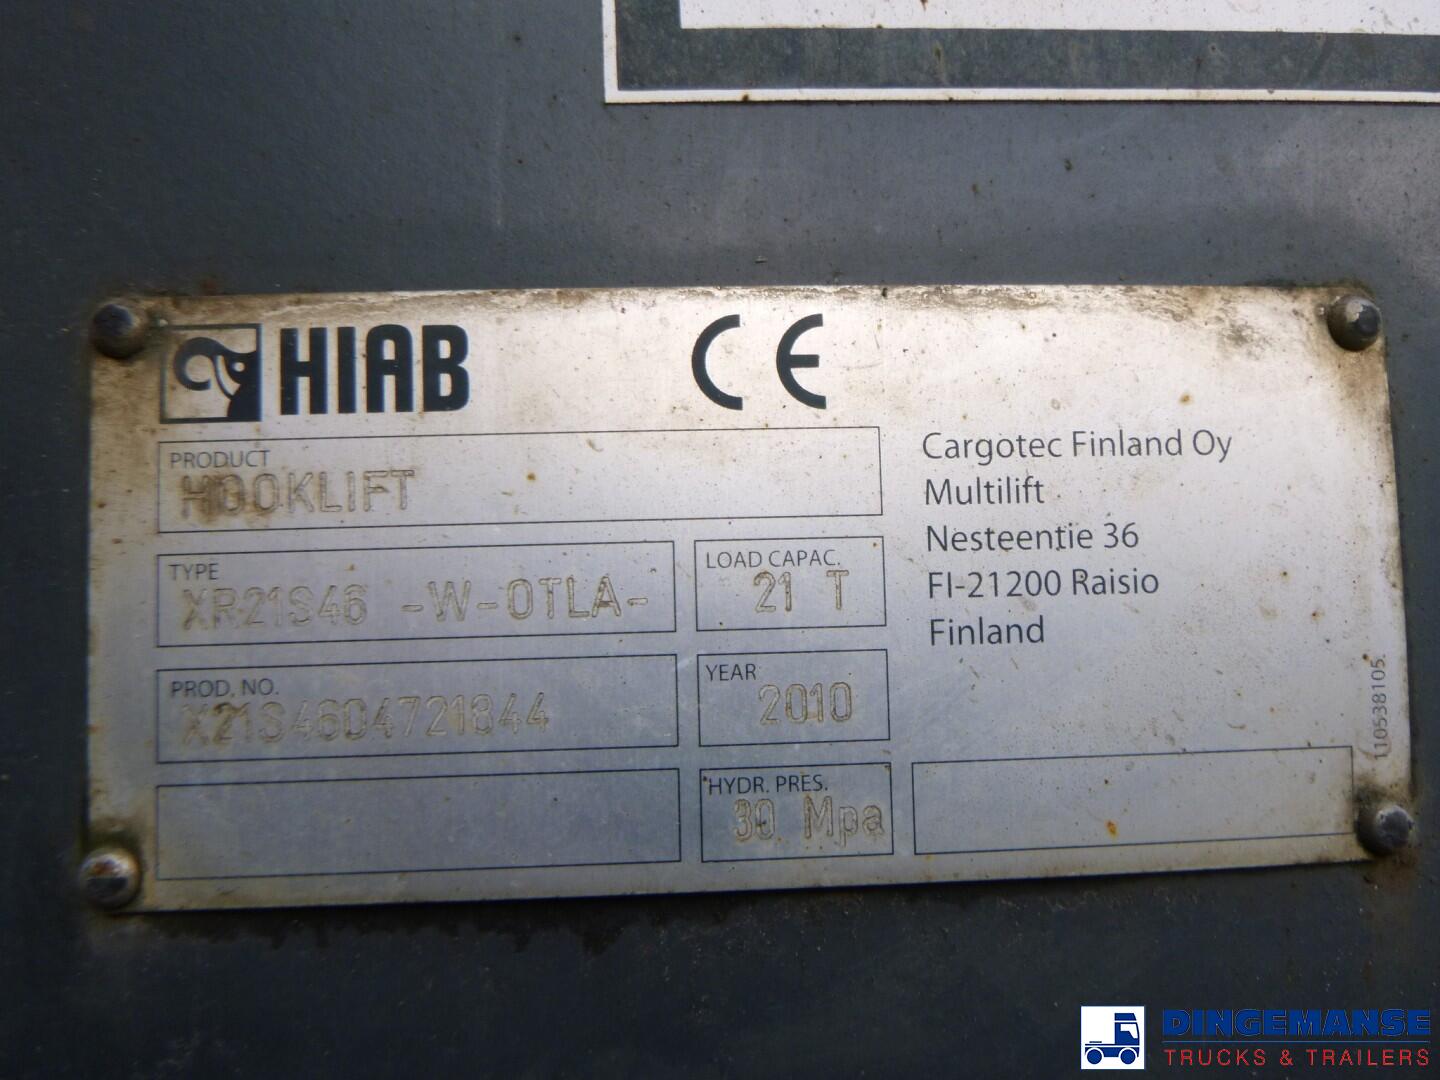 HIAB CE
PRODUCT
HOOKLIFT
TYPE
XR21S46 -W-OTLA-
LOAD CAPAC.
21 T
PROD. NO.
X21S4604721844
YEAR
2010
HYDR. PRES.
30 Mpa
Cargotec Finland Oy
Multilift
Nesteentie 36
FI-21200 Raisio
Finland
110538105
DINGEMANSE
TRUCKS & TRAILERS